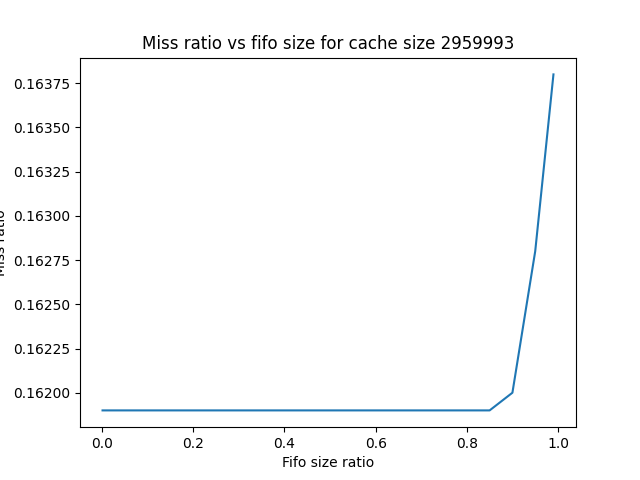 Miss ratio vs fifo size for cache size 2959993
Miss ratio
0.16375
0.16350
0.16325
0.16300
0.16275
0.16250
0.16225
0.16200
0.0 0.2 0.4 0.6 0.8 1.0
Fifo size ratio